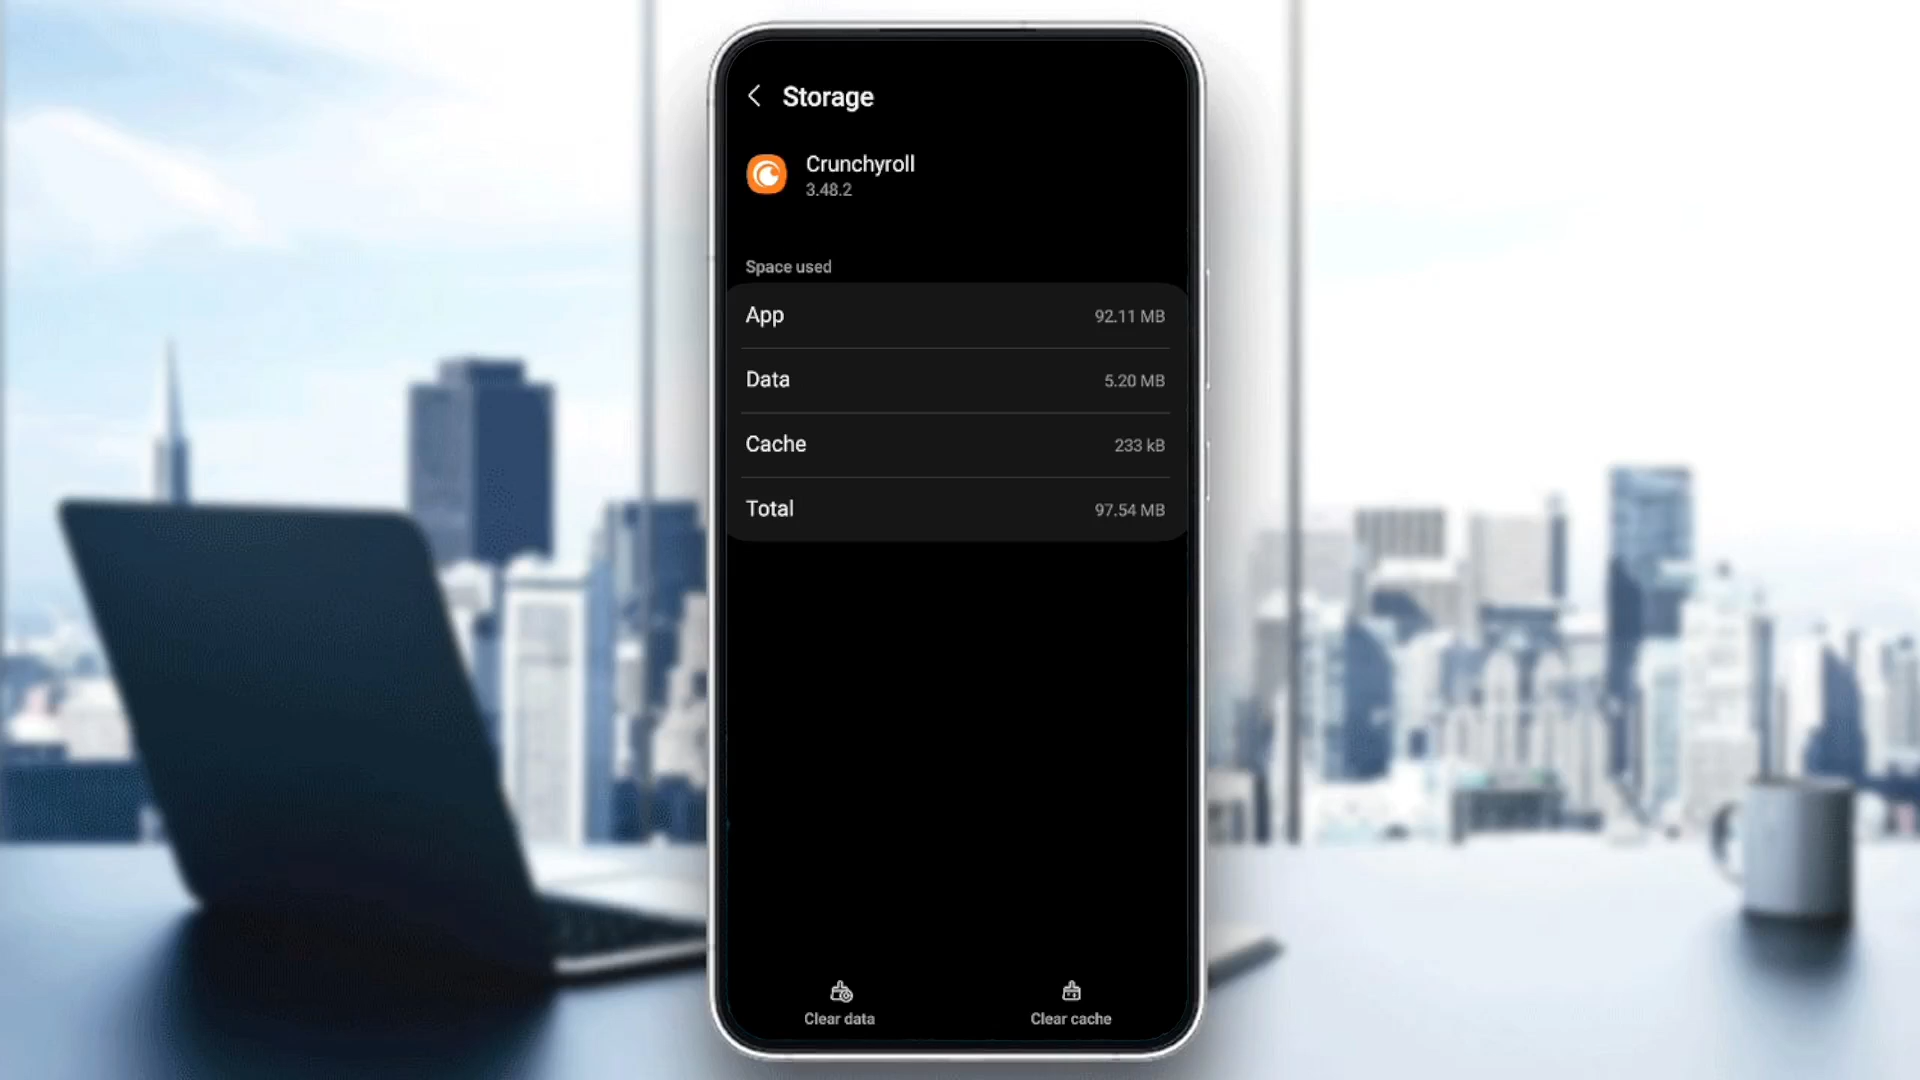 Storage
Crunchyroll
3.48.2
Space used
App 92.11 MB
Data 5.20 MB
Cache 233 kB
Total 97.54 MB
Clear data Clear cache